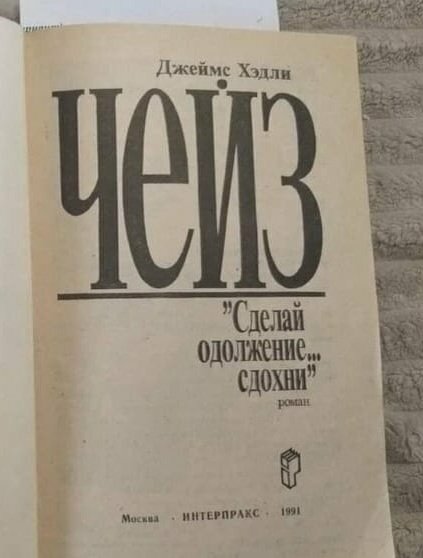 Джеймс Хэдли
ЧЕЙЗ
"Сделай
одолжение...
сдохни"
роман
Москва · ИНТЕРПРАКС · 1991